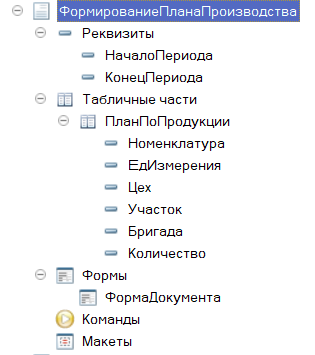 ФормированиеПланаПроизводства
Реквизиты
НачалоПериода
КонецПериода
Табличные части
ПланПоПродукции
Номенклатура
ЕдИзмерения
Цех
Участок
Бригада
Количество
Формы
ФормаДокумента
Команды
Макеты